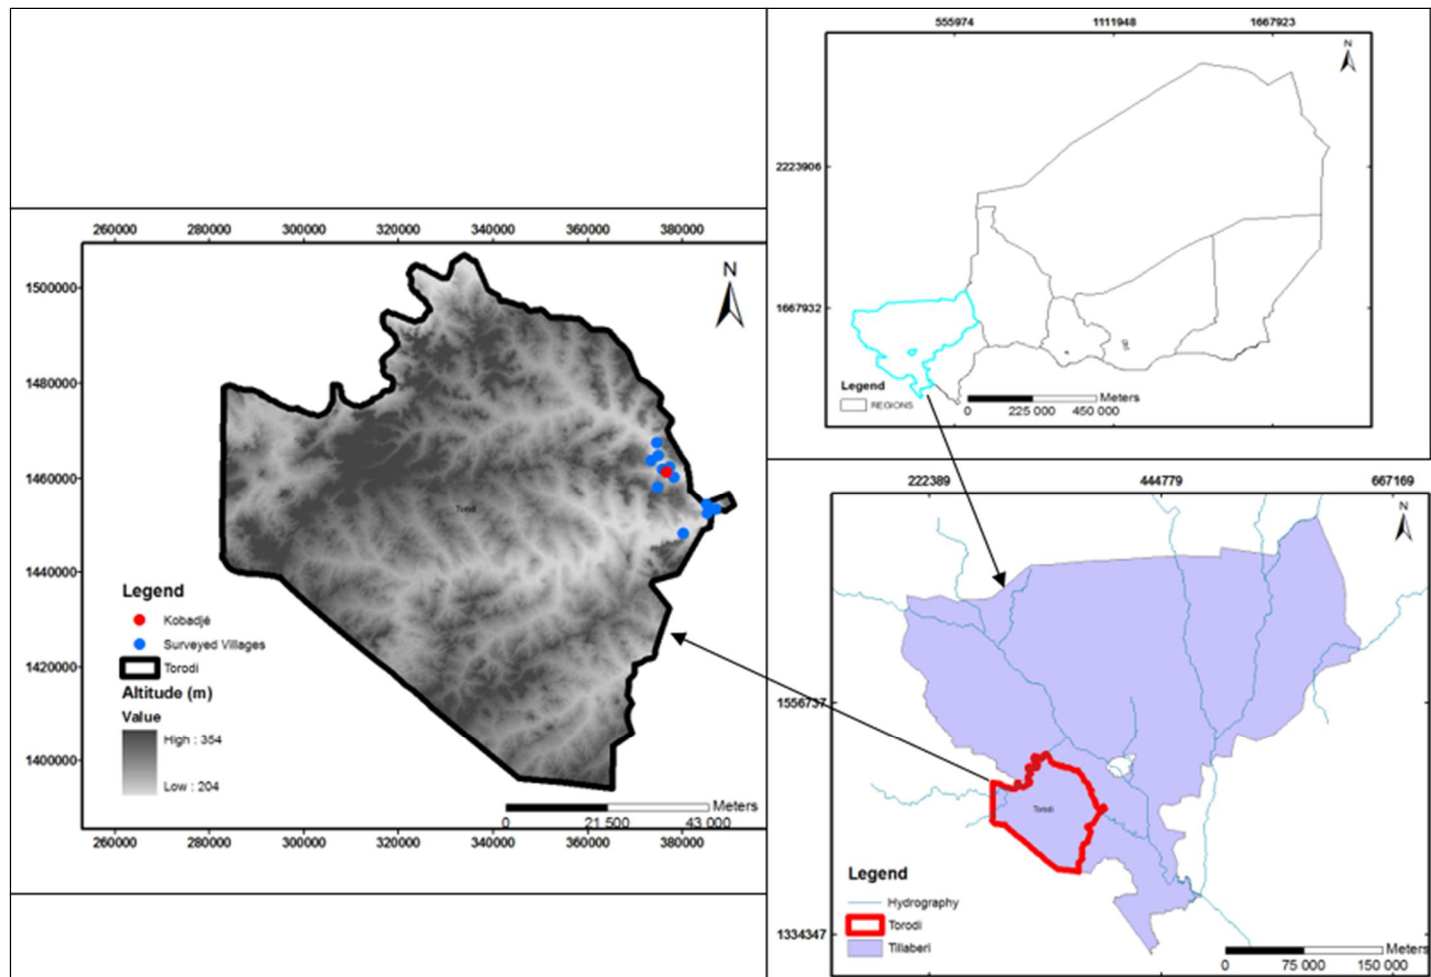 260000 280000 300000 320000 340000 360000 380000
N
1500000
1480000
1460000
1440000
1420000
1400000
Torodi
Legend
Kobadjé
Surveyed Villages
Torodi
Altitude (m)
Value
High : 354
Low : 204
Meters
0 21 500 43 000
260000 280000 300000 320000 340000 360000 380000
555974 1111948 1667923
N
2223906
1667932
Legend
REGIONS
Meters
0 225 000 450 000
222389 444779 667169
N
1556737
1334347
Torodi
Legend
Hydrography
Torodi
Tillaberi
Meters
0 75 000 150 000